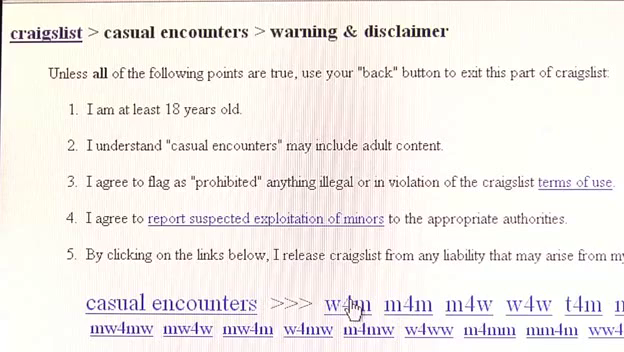 craigslist > casual encounters > warning & disclaimer
Unless all of the following points are true, use your "back" button to exit this part of craigslist:
1. I am at least 18 years old.
2. I understand "casual encounters" may include adult content.
3. I agree to flag as "prohibited" anything illegal or in violation of the craigslist terms of use.
4. I agree to report suspected exploitation of minors to the appropriate authorities.
5. By clicking on the links below, I release craigslist from any liability that may arise from
casual encounters >>> w4m m4m m4w w4w t4m
mw4mw mw4w mw4m w4mw m4mw w4ww m4mm mm4m